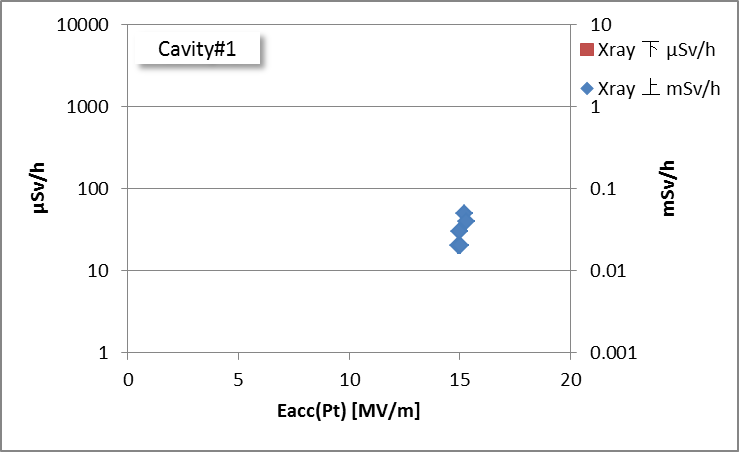 Cavity#1
10000
1000
100
10
1
µSv/h
0
5
10
15
20
Eacc(Pt) [MV/m]
10
1
0.1
0.01
0.001
mSv/h
Xray 下 µSv/h
Xray 上 mSv/h